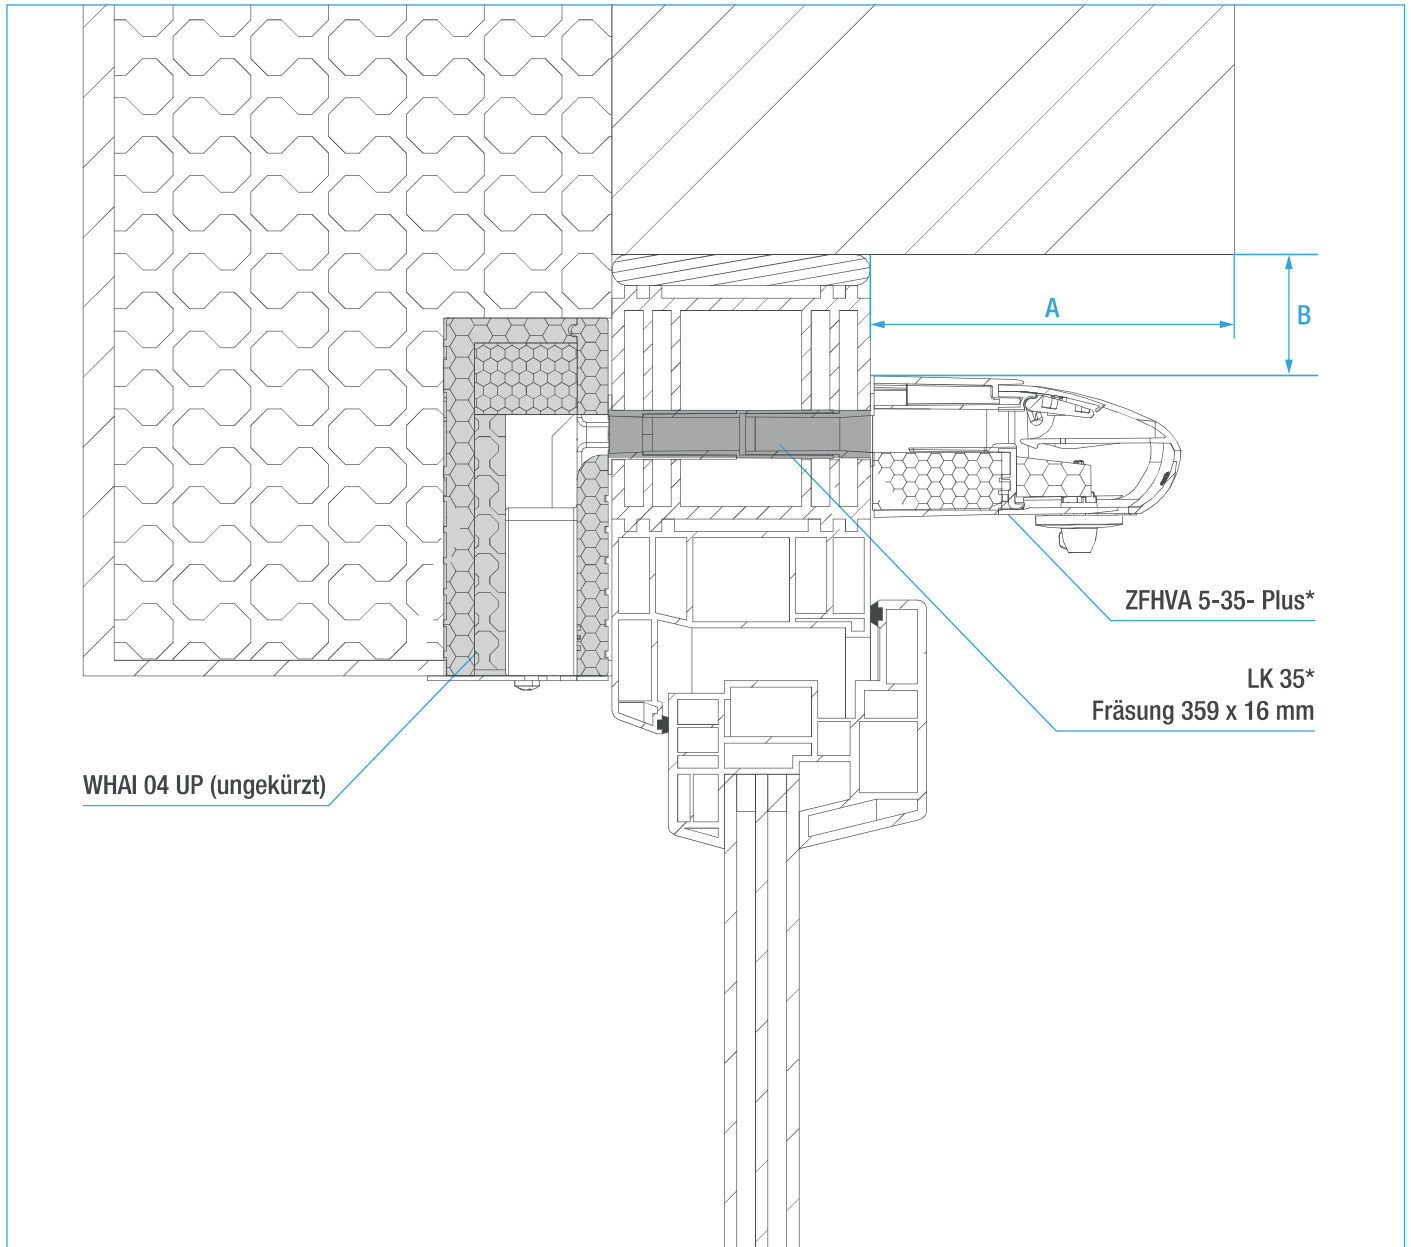 A
B
ZFHVA 5-35- Plus*
LK 35*
Fräsung 359 x 16 mm
WHAI 04 UP (ungekürzt)